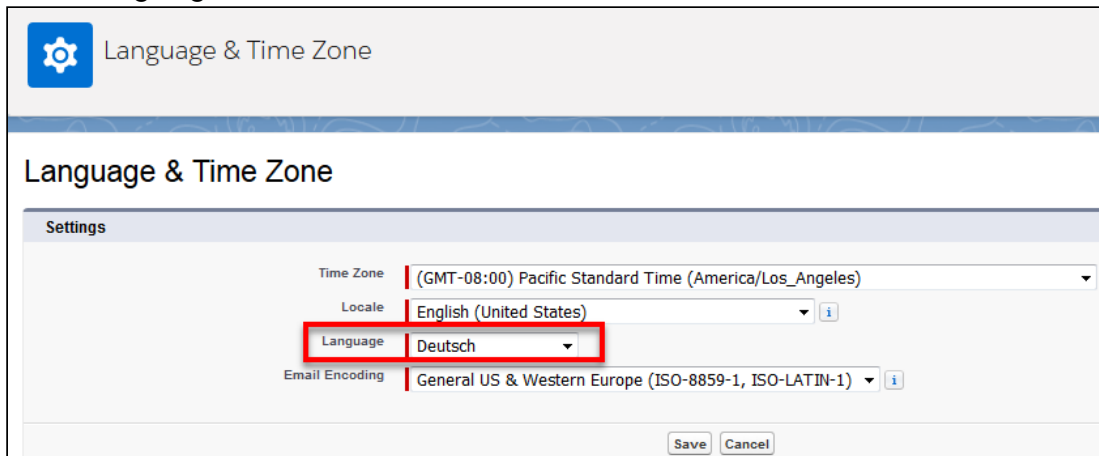 Language & Time Zone
Language & Time Zone
Settings
Time Zone (GMT-08:00) Pacific Standard Time (America/Los_Angeles)
Locale English (United States)
Language Deutsch
Email Encoding General US & Western Europe (ISO-8859-1, ISO-LATIN-1)
Save Cancel